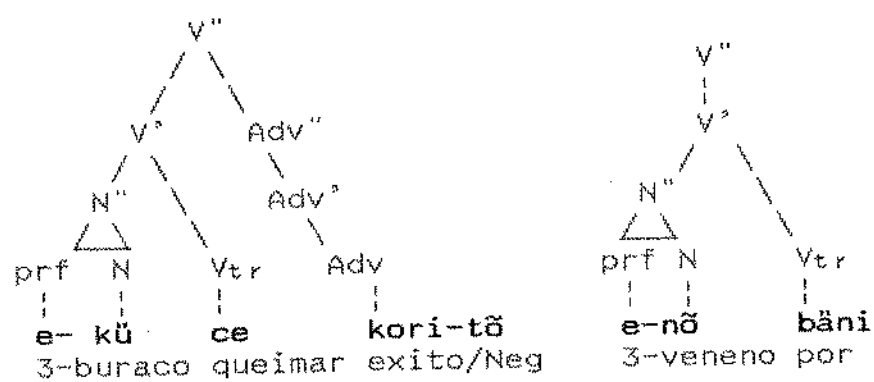 V"
V"
V' Adv"
V'
N" Adv'
N"
prf N Vtr Adv
prf N Vtr
e- kü ce kori-tõ
e-nõ bäni
3-buraco queimar exito/Neg
3-veneno por